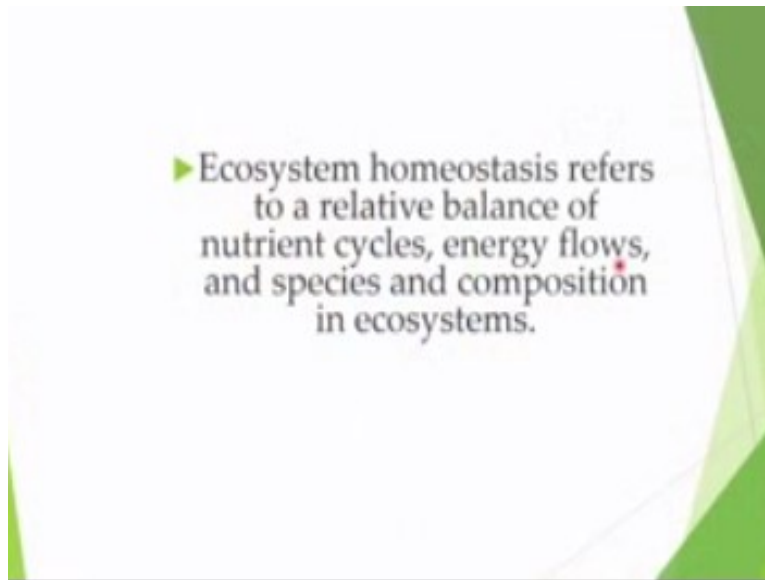 Ecosystem homeostasis refers
to a relative balance of
nutrient cycles, energy flows,
and species and composition
in ecosystems.